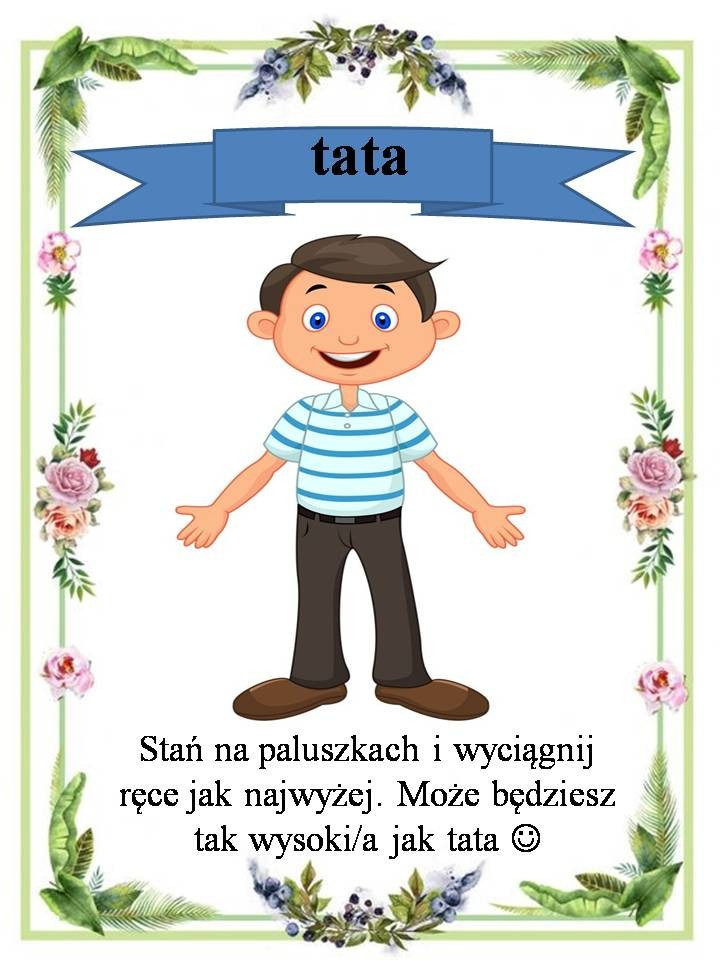 tata
Stań na paluszkach i wyciągnij
ręce jak najwyżej. Może będziesz
tak wysoki/a jak tata ☺